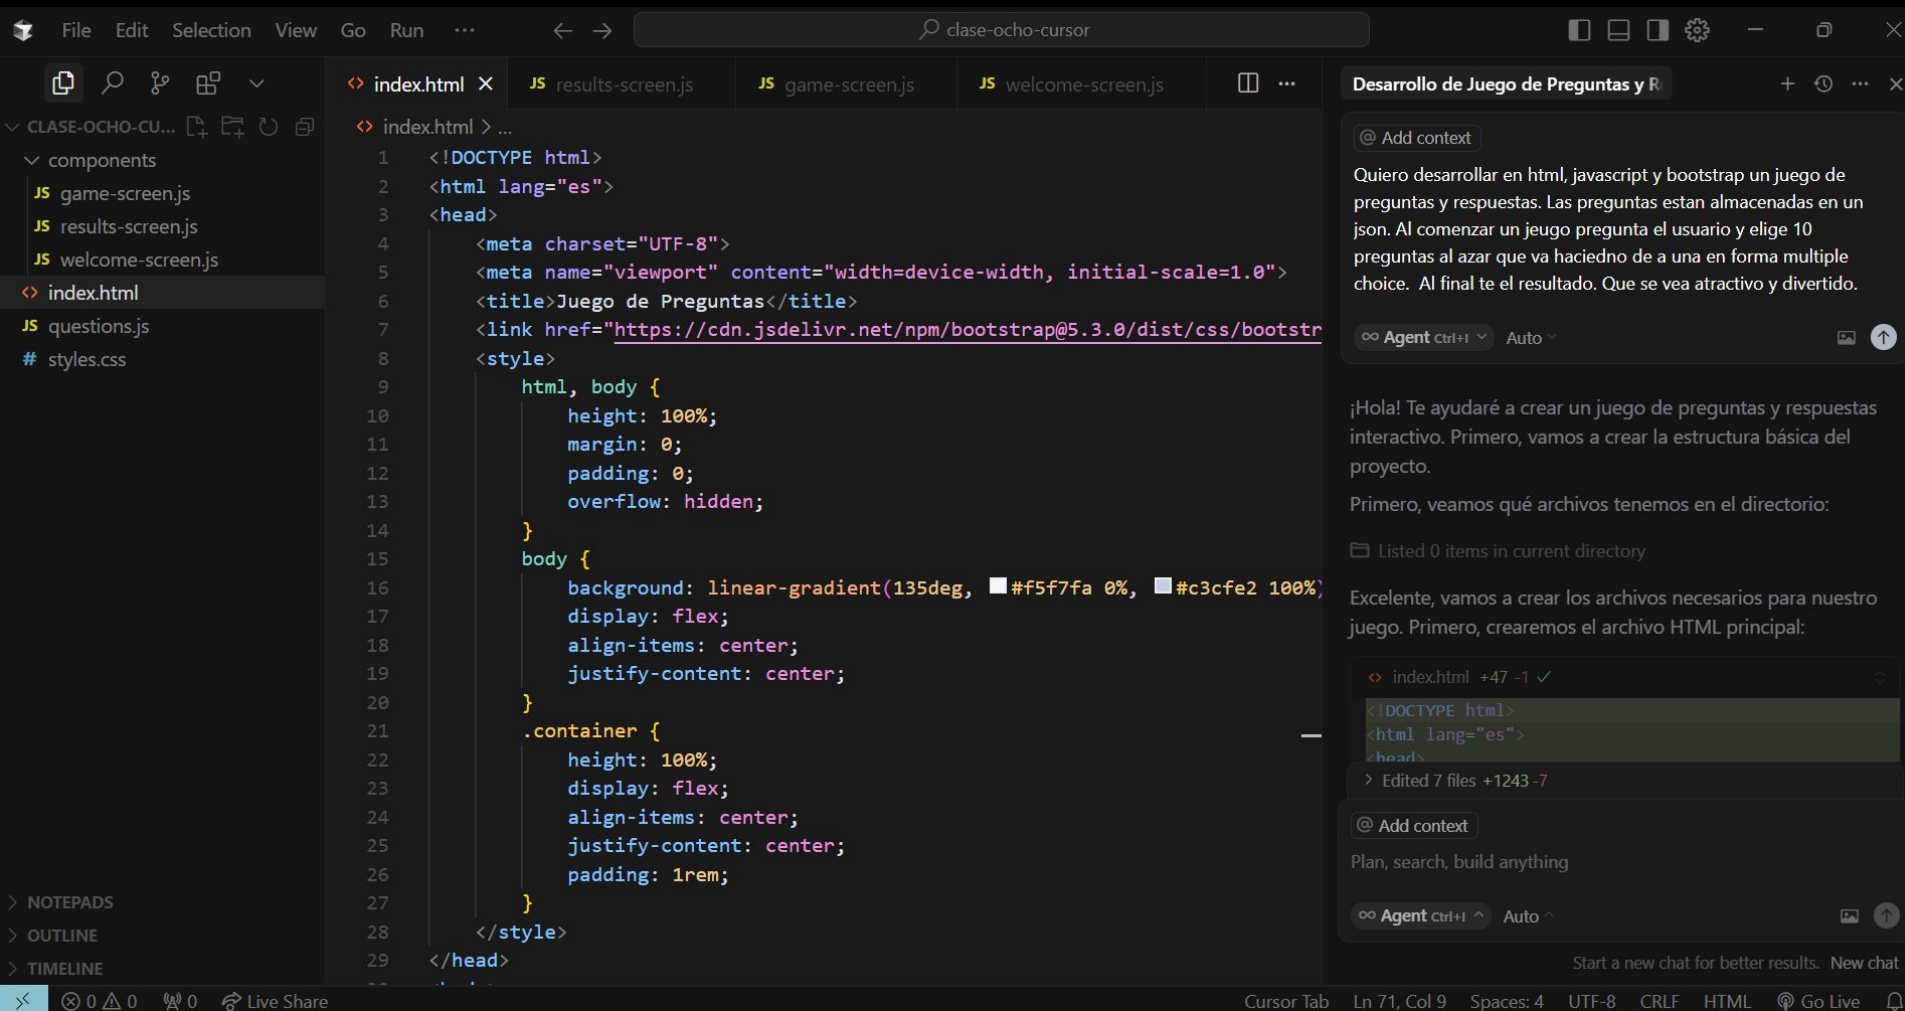 File Edit Selection View Go Run ...
clase-ocho-cursor
CLASE-OCHO-CU...
components
JS game-screen.js
JS results-screen.js
JS welcome-screen.js
<> index.html
JS questions.js
# styles.css
NOTEPADS
OUTLINE
TIMELINE
<> index.html JS results-screen.js JS game-screen.js JS welcome-screen.js
<> index.html > ...
1 <!DOCTYPE html>
2 <html lang="es">
3 <head>
4 <meta charset="UTF-8">
5 <meta name="viewport" content="width=device-width, initial-scale=1.0">
6 <title>Juego de Preguntas</title>
7 <link href="https://cdn.jsdelivr.net/npm/bootstrap@5.3.0/dist/css/bootstr
8 <style>
9 html, body {
10 height: 100%;
11 margin: 0;
12 padding: 0;
13 overflow: hidden;
14 }
15 body {
16 background: linear-gradient(135deg, #f5f7fa 0%, #c3cfe2 100%)
17 display: flex;
18 align-items: center;
19 justify-content: center;
20 }
21 .container {
22 height: 100%;
23 display: flex;
24 align-items: center;
25 justify-content: center;
26 padding: 1rem;
27 }
28 </style>
29 </head>
Desarrollo de Juego de Preguntas y R
@ Add context
Quiero desarrollar en html, javascript y bootstrap un juego de
preguntas y respuestas. Las preguntas estan almacenadas en un
json. Al comenzar un jeugo pregunta el usuario y elige 10
preguntas al azar que va haciedno de a una en forma multiple
choice. Al final te el resultado. Que se vea atractivo y divertido.
Agent Ctrl+I Auto
¡Hola! Te ayudaré a crear un juego de preguntas y respuestas
interactivo. Primero, vamos a crear la estructura básica del
proyecto.
Primero, veamos qué archivos tenemos en el directorio:
Listed 0 items in current directory
Excelente, vamos a crear los archivos necesarios para nuestro
juego. Primero, crearemos el archivo HTML principal:
<> index.html +47 -1
<!DOCTYPE html>
<html lang="es">
<head>
> Edited 7 files +1243 -7
@ Add context
Plan, search, build anything
Agent Ctrl+I Auto
Start a new chat for better results. New chat
0 0 0 Live Share Cursor Tab Ln 71, Col 9 Spaces: 4 UTF-8 CRLF HTML Go Live